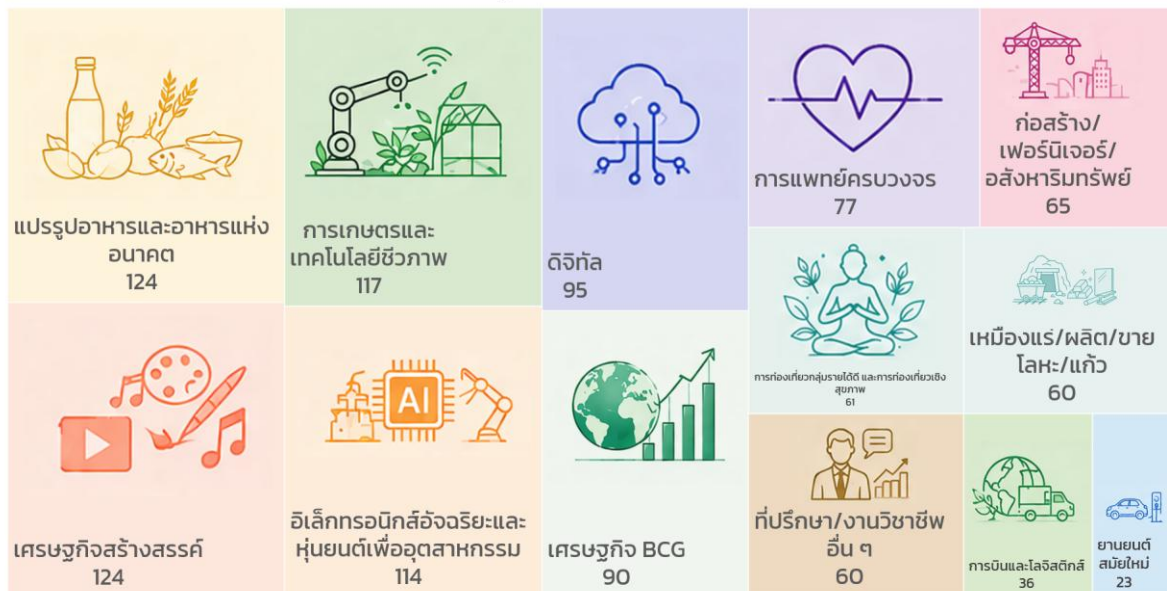 แปรรูปอาหารและอาหารแห่ง
อนาคต
124
การเกษตรและ
เทคโนโลยีชีวภาพ
117
ดิจิทัล
95
การแพทย์ครบวงจร
77
ก่อสร้าง/
เฟอร์นิเจอร์/
อสังหาริมทรัพย์
65
การท่องเที่ยวกลุ่มรายได้ดี และการท่องเที่ยวเชิง
สุขภาพ
61
เหมืองแร่/ผลิต/ขาย
โลหะ/แก้ว
60
เศรษฐกิจสร้างสรรค์
124
AI
อิเล็กทรอนิกส์อัจฉริยะและ
หุ่นยนต์เพื่ออุตสาหกรรม
114
เศรษฐกิจ BCG
90
ที่ปรึกษา/งานวิชาชีพ
อื่น ๆ
60
การบินและโลจิสติกส์
36
ยานยนต์
สมัยใหม่
23